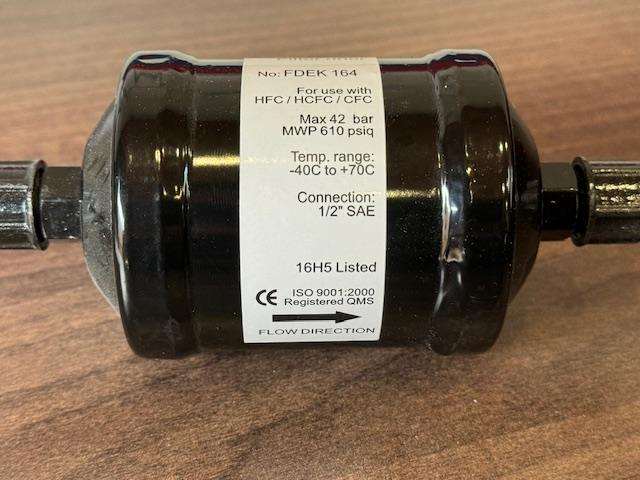 No: FDEK 164
For use with
HFC / HCFC / CFC
Max 42 bar
MWP 610 psiq
Temp. range:
-40C to +70C
Connection:
1/2" SAE
16H5 Listed
CE ISO 9001:2000
Registered QMS
FLOW DIRECTION